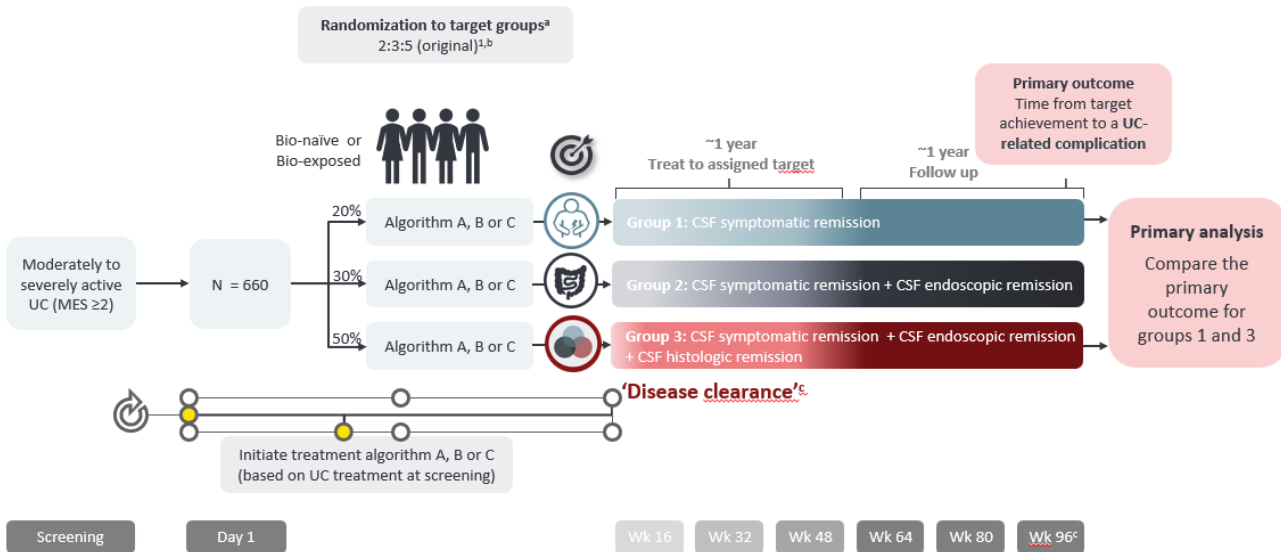 Randomization to target groupsᵃ
2:3:5 (original)¹,ᵇ
Primary outcome
Time from target
achievement to a UC-
related complication
Bio-naïve or
Bio-exposed
~1 year
Treat to assigned target
~1 year
Follow up
20%
Algorithm A, B or C
Group 1: CSF symptomatic remission
Moderately to
severely active
UC (MES ≥2)
N = 660
30%
Algorithm A, B or C
Group 2: CSF symptomatic remission + CSF endoscopic remission
50%
Algorithm A, B or C
Group 3: CSF symptomatic remission + CSF endoscopic remission
+ CSF histologic remission
Primary analysis
Compare the
primary
outcome for
groups 1 and 3
‘Disease clearance’ᶜ
Initiate treatment algorithm A, B or C
(based on UC treatment at screening)
Screening
Day 1
Wk 16
Wk 32
Wk 48
Wk 64
Wk 80
Wk 96ᶜ